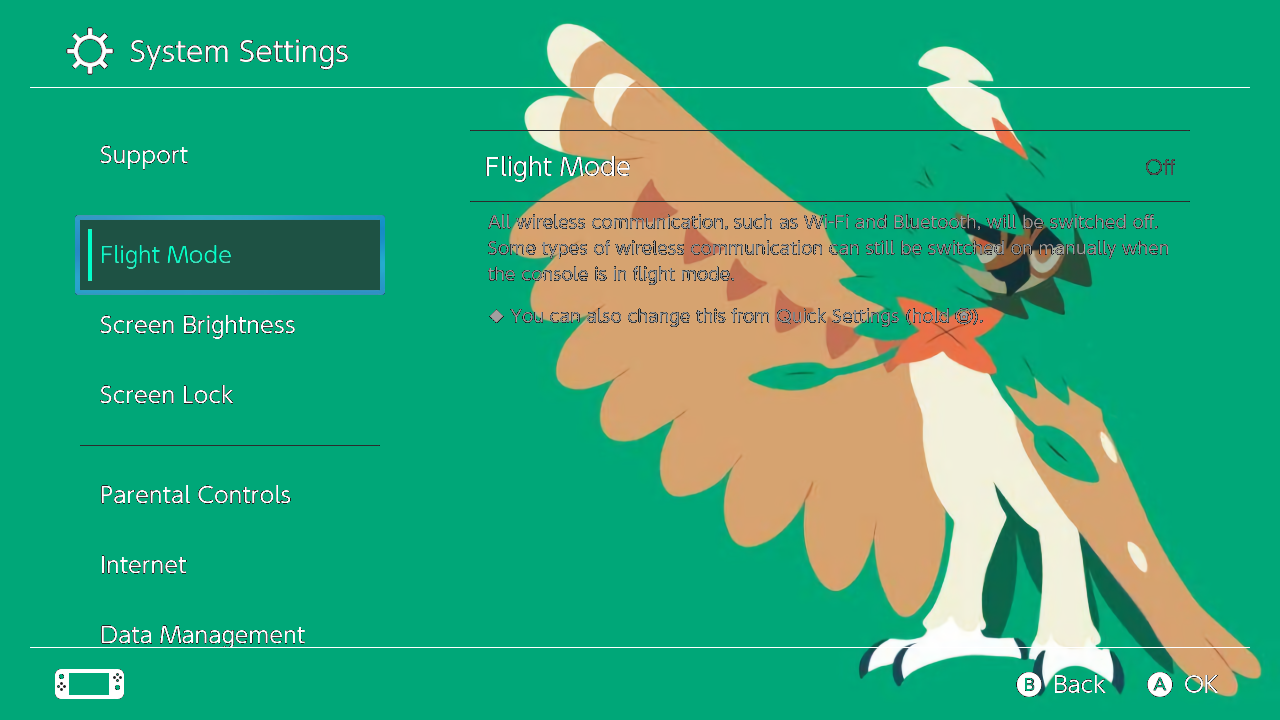 System Settings
Support
Flight Mode
Screen Brightness
Screen Lock
Parental Controls
Internet
Data Management
Flight Mode Off
All wireless communication, such as Wi-Fi and Bluetooth, will be switched off.
Some types of wireless communication can still be switched on manually when
the console is in flight mode.
◆ You can also change this from Quick Settings (hold ).
B Back A OK